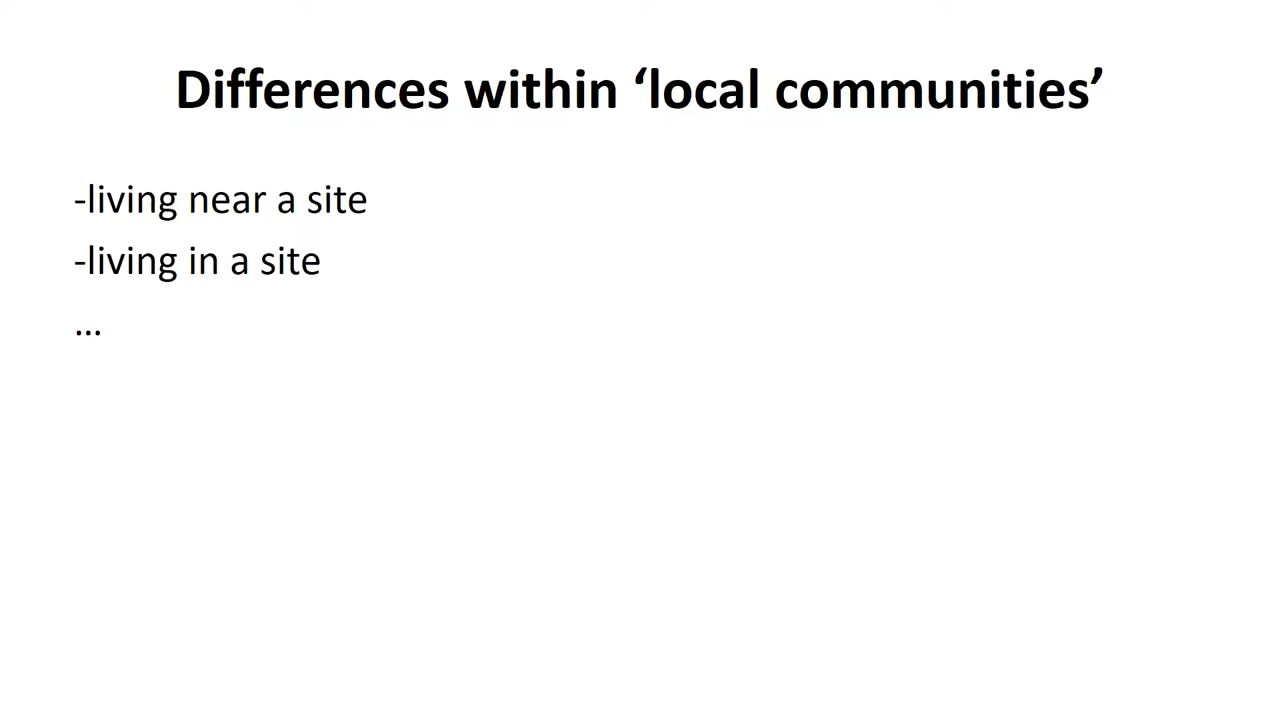 Differences within ‘local communities’
-living near a site
-living in a site
…